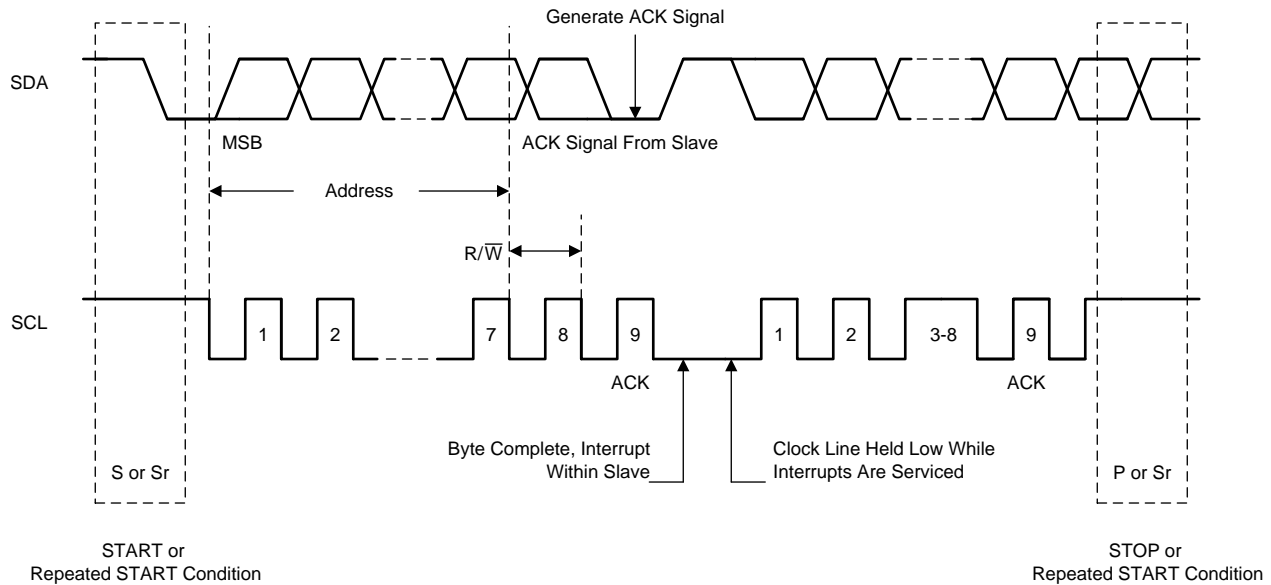 Generate ACK Signal
SDA
MSB
ACK Signal From Slave
Address
R/W̅
SCL
1
2
7
8
9
1
2
3-8
9
ACK
ACK
Byte Complete, Interrupt
Within Slave
Clock Line Held Low While
Interrupts Are Serviced
S or Sr
P or Sr
START or
Repeated START Condition
STOP or
Repeated START Condition